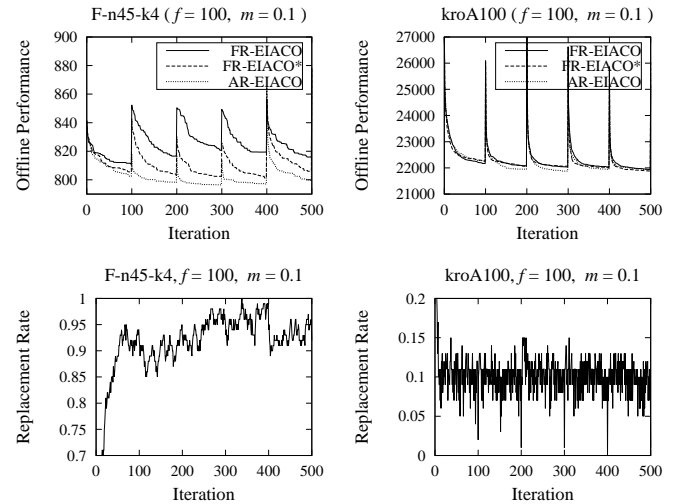 F-n45-k4 ( f = 100, m = 0.1 )
900
880
860
840
820
800
0 100 200 300 400 500
Offline Performance
Iteration
FR-EIACO
FR-EIACO*
AR-EIACO
kroA100 ( f = 100, m = 0.1 )
27000
26000
25000
24000
23000
22000
21000
0 100 200 300 400 500
Offline Performance
Iteration
FR-EIACO
FR-EIACO*
AR-EIACO
F-n45-k4, f = 100, m = 0.1
1
0.95
0.9
0.85
0.8
0.75
0.7
0 100 200 300 400 500
Replacement Rate
Iteration
kroA100, f = 100, m = 0.1
0.2
0.15
0.1
0.05
0
0 100 200 300 400 500
Replacement Rate
Iteration